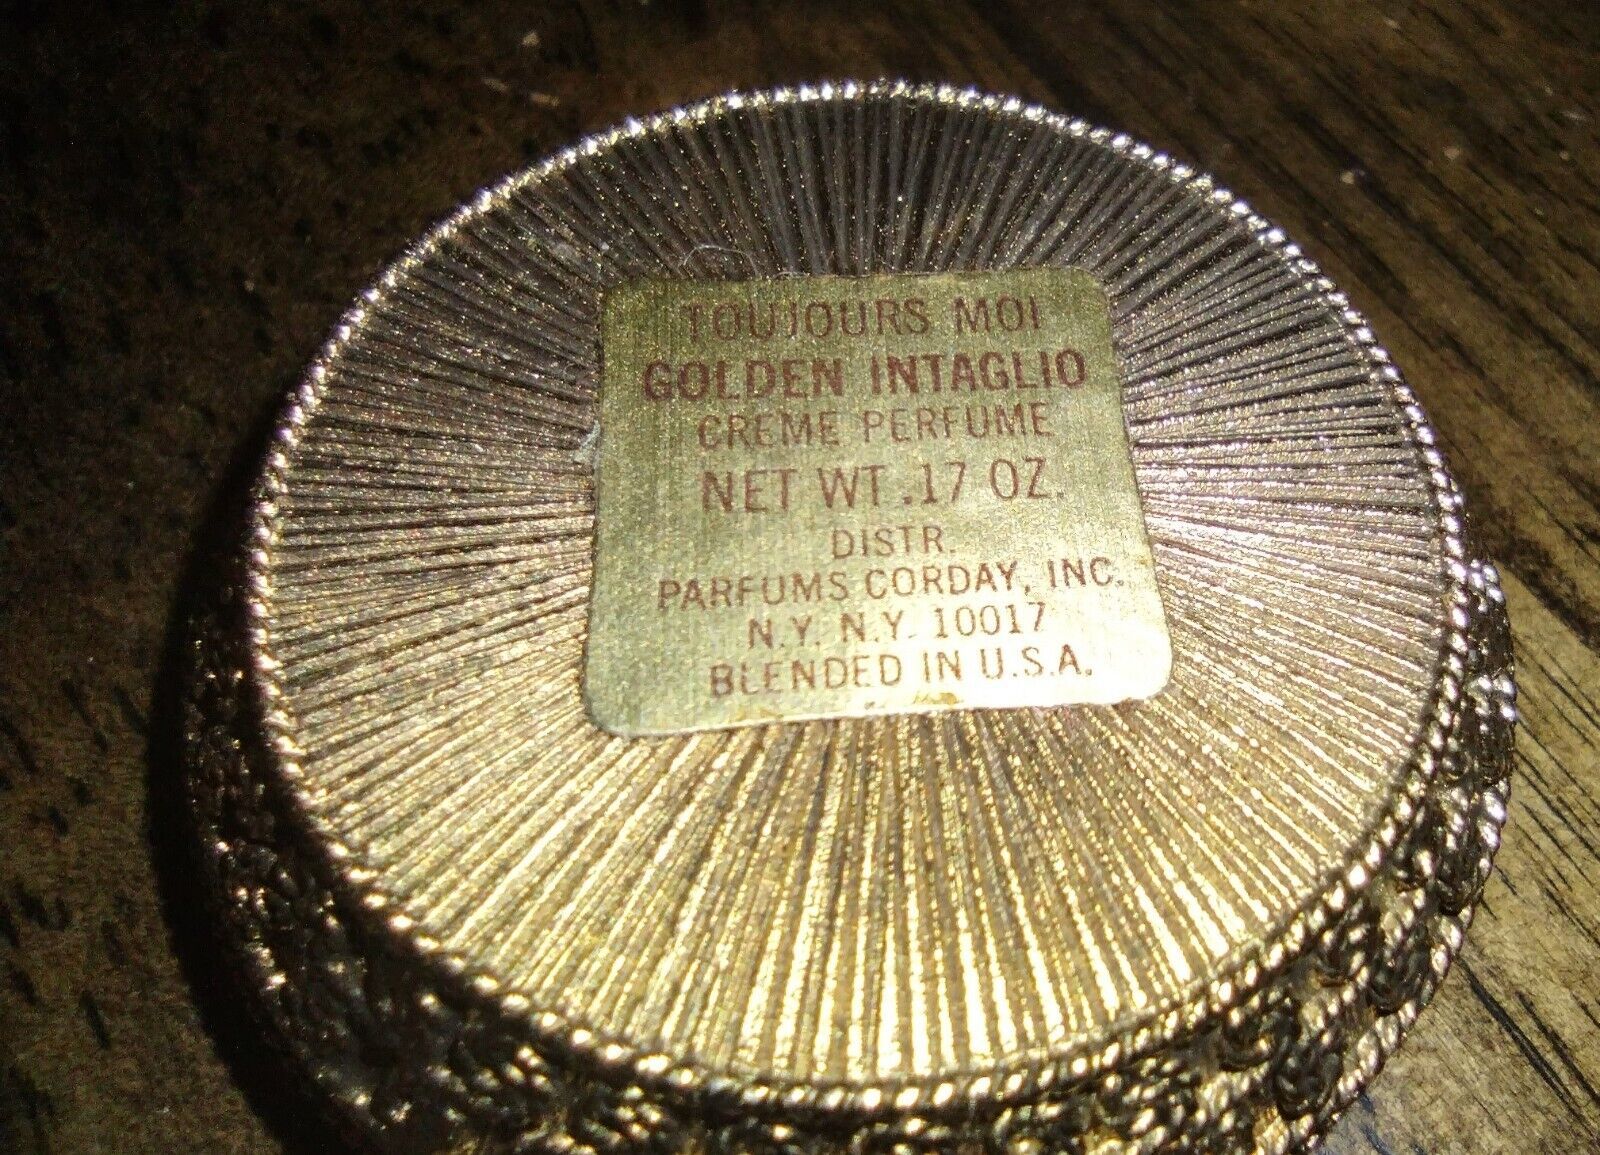 TOUJOURS MOI
GOLDEN INTAGLIO
CREME PERFUME
NET WT .17 OZ.
DISTR.
PARFUMS CORDAY, INC.
N.Y. N.Y. 10017
BLENDED IN U.S.A.